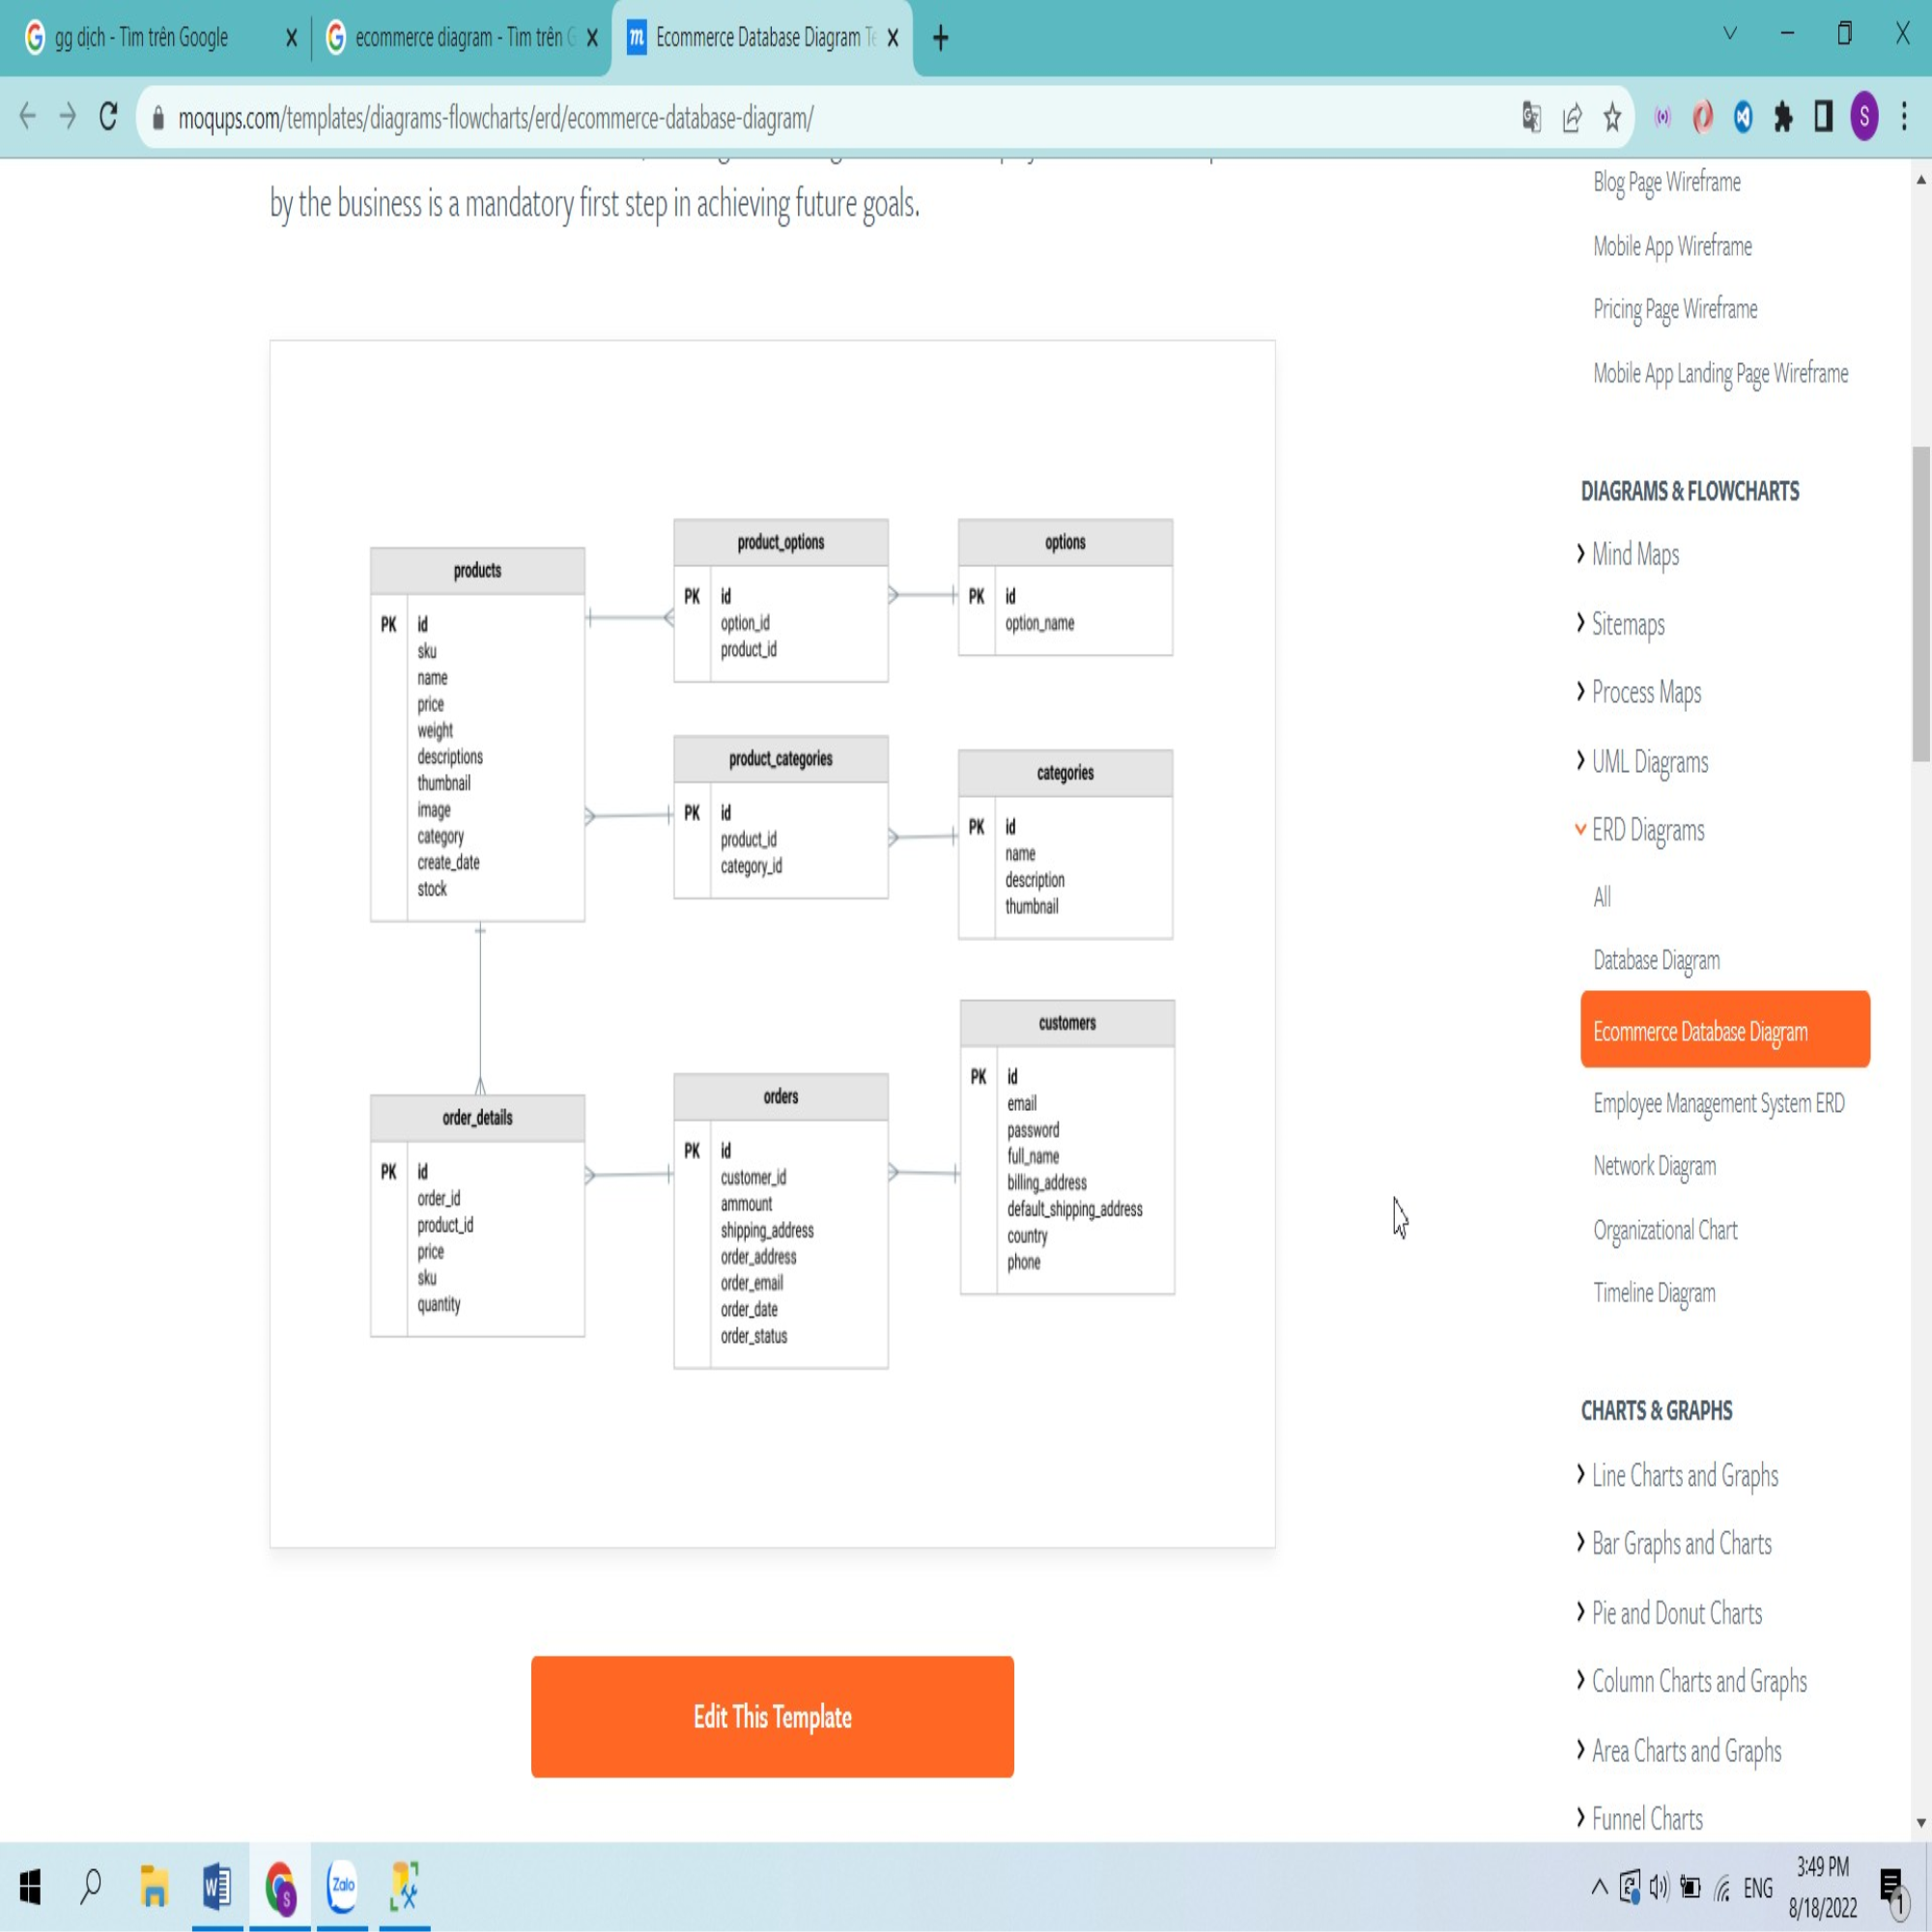 gg dịch - Tìm trên Google
ecommerce diagram - Tìm trên G
Ecommerce Database Diagram Te
moqups.com/templates/diagrams-flowcharts/erd/ecommerce-database-diagram/
S
by the business is a mandatory first step in achieving future goals.
products
PK id
sku
name
price
weight
descriptions
thumbnail
image
category
create_date
stock
product_options
PK id
option_id
product_id
options
PK id
option_name
product_categories
PK id
product_id
category_id
categories
PK id
name
description
thumbnail
order_details
PK id
order_id
product_id
price
sku
quantity
orders
PK id
customer_id
ammount
shipping_address
order_address
order_email
order_date
order_status
customers
PK id
email
password
full_name
billing_address
default_shipping_address
country
phone
Edit This Template
Blog Page Wireframe
Mobile App Wireframe
Pricing Page Wireframe
Mobile App Landing Page Wireframe
DIAGRAMS & FLOWCHARTS
Mind Maps
Sitemaps
Process Maps
UML Diagrams
ERD Diagrams
All
Database Diagram
Ecommerce Database Diagram
Employee Management System ERD
Network Diagram
Organizational Chart
Timeline Diagram
CHARTS & GRAPHS
Line Charts and Graphs
Bar Graphs and Charts
Pie and Donut Charts
Column Charts and Graphs
Area Charts and Graphs
Funnel Charts
W
S
Zalo
ENG
3:49 PM
8/18/2022
1